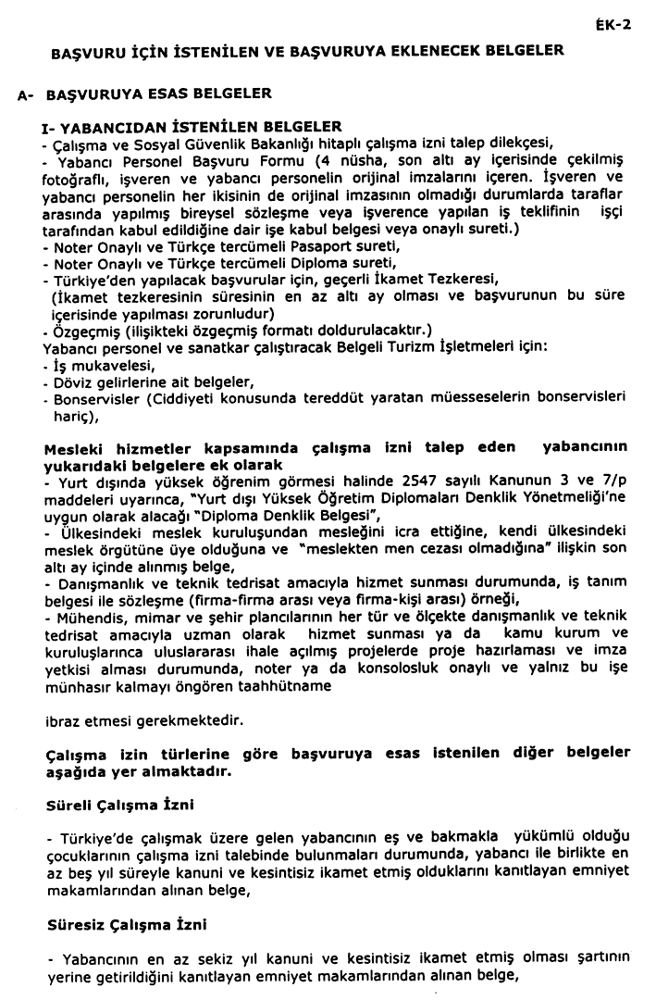 EK-2
BAŞVURU İÇİN İSTENİLEN VE BAŞVURUYA EKLENECEK BELGELER
A- BAŞVURUYA ESAS BELGELER
I- YABANCIDAN İSTENİLEN BELGELER
- Çalışma ve Sosyal Güvenlik Bakanlığı hitaplı çalışma izni talep dilekçesi,
- Yabancı Personel Başvuru Formu (4 nüsha, son altı ay içerisinde çekilmiş
fotoğraflı, işveren ve yabancı personelin orijinal imzalarını içeren. İşveren ve
yabancı personelin her ikisinin de orijinal imzasının olmadığı durumlarda taraflar
arasında yapılmış bireysel sözleşme veya işverence yapılan iş teklifinin işçi
tarafından kabul edildiğine dair işe kabul belgesi veya onaylı sureti.)
- Noter Onaylı ve Türkçe tercümeli Pasaport sureti,
- Noter Onaylı ve Türkçe tercümeli Diploma sureti,
- Türkiye'den yapılacak başvurular için, geçerli İkamet Tezkeresi,
(İkamet tezkeresinin süresinin en az altı ay olması ve başvurunun bu süre
içerisinde yapılması zorunludur)
- Özgeçmiş (ilişikteki özgeçmiş formatı doldurulacaktır.)
Yabancı personel ve sanatkar çalıştıracak Belgeli Turizm İşletmeleri için:
- İş mukavelesi,
- Döviz gelirlerine ait belgeler,
- Bonservisler (Ciddiyeti konusunda tereddüt yaratan müesseselerin bonservisleri
hariç),
Mesleki hizmetler kapsamında çalışma izni talep eden yabancının
yukarıdaki belgelere ek olarak
- Yurt dışında yüksek öğrenim görmesi halinde 2547 sayılı Kanunun 3 ve 7/p
maddeleri uyarınca, "Yurt dışı Yüksek Öğretim Diplomaları Denklik Yönetmeliği'ne
uygun olarak alacağı "Diploma Denklik Belgesi",
- Ülkesindeki meslek kuruluşundan mesleğini icra ettiğine, kendi ülkesindeki
meslek örgütüne üye olduğuna ve "meslekten men cezası olmadığına" ilişkin son
altı ay içinde alınmış belge,
- Danışmanlık ve teknik tedrisat amacıyla hizmet sunması durumunda, iş tanım
belgesi ile sözleşme (firma-firma arası veya firma-kişi arası) örneği,
- Mühendis, mimar ve şehir plancılarının her tür ve ölçekte danışmanlık ve teknik
tedrisat amacıyla uzman olarak hizmet sunması ya da kamu kurum ve
kuruluşlarınca uluslararası ihale açılmış projelerde proje hazırlaması ve imza
yetkisi alması durumunda, noter ya da konsolosluk onaylı ve yalnız bu işe
münhasır kalmayı öngören taahhütname
ibraz etmesi gerekmektedir.
Çalışma izin türlerine göre başvuruya esas istenilen diğer belgeler
aşağıda yer almaktadır.
Süreli Çalışma İzni
- Türkiye'de çalışmak üzere gelen yabancının eş ve bakmakla yükümlü olduğu
çocuklarının çalışma izni talebinde bulunmaları durumunda, yabancı ile birlikte en
az beş yıl süreyle kanuni ve kesintisiz ikamet etmiş olduklarını kanıtlayan emniyet
makamlarından alınan belge,
Süresiz Çalışma İzni
- Yabancının en az sekiz yıl kanuni ve kesintisiz ikamet etmiş olması şartının
yerine getirildiğini kanıtlayan emniyet makamlarından alınan belge,